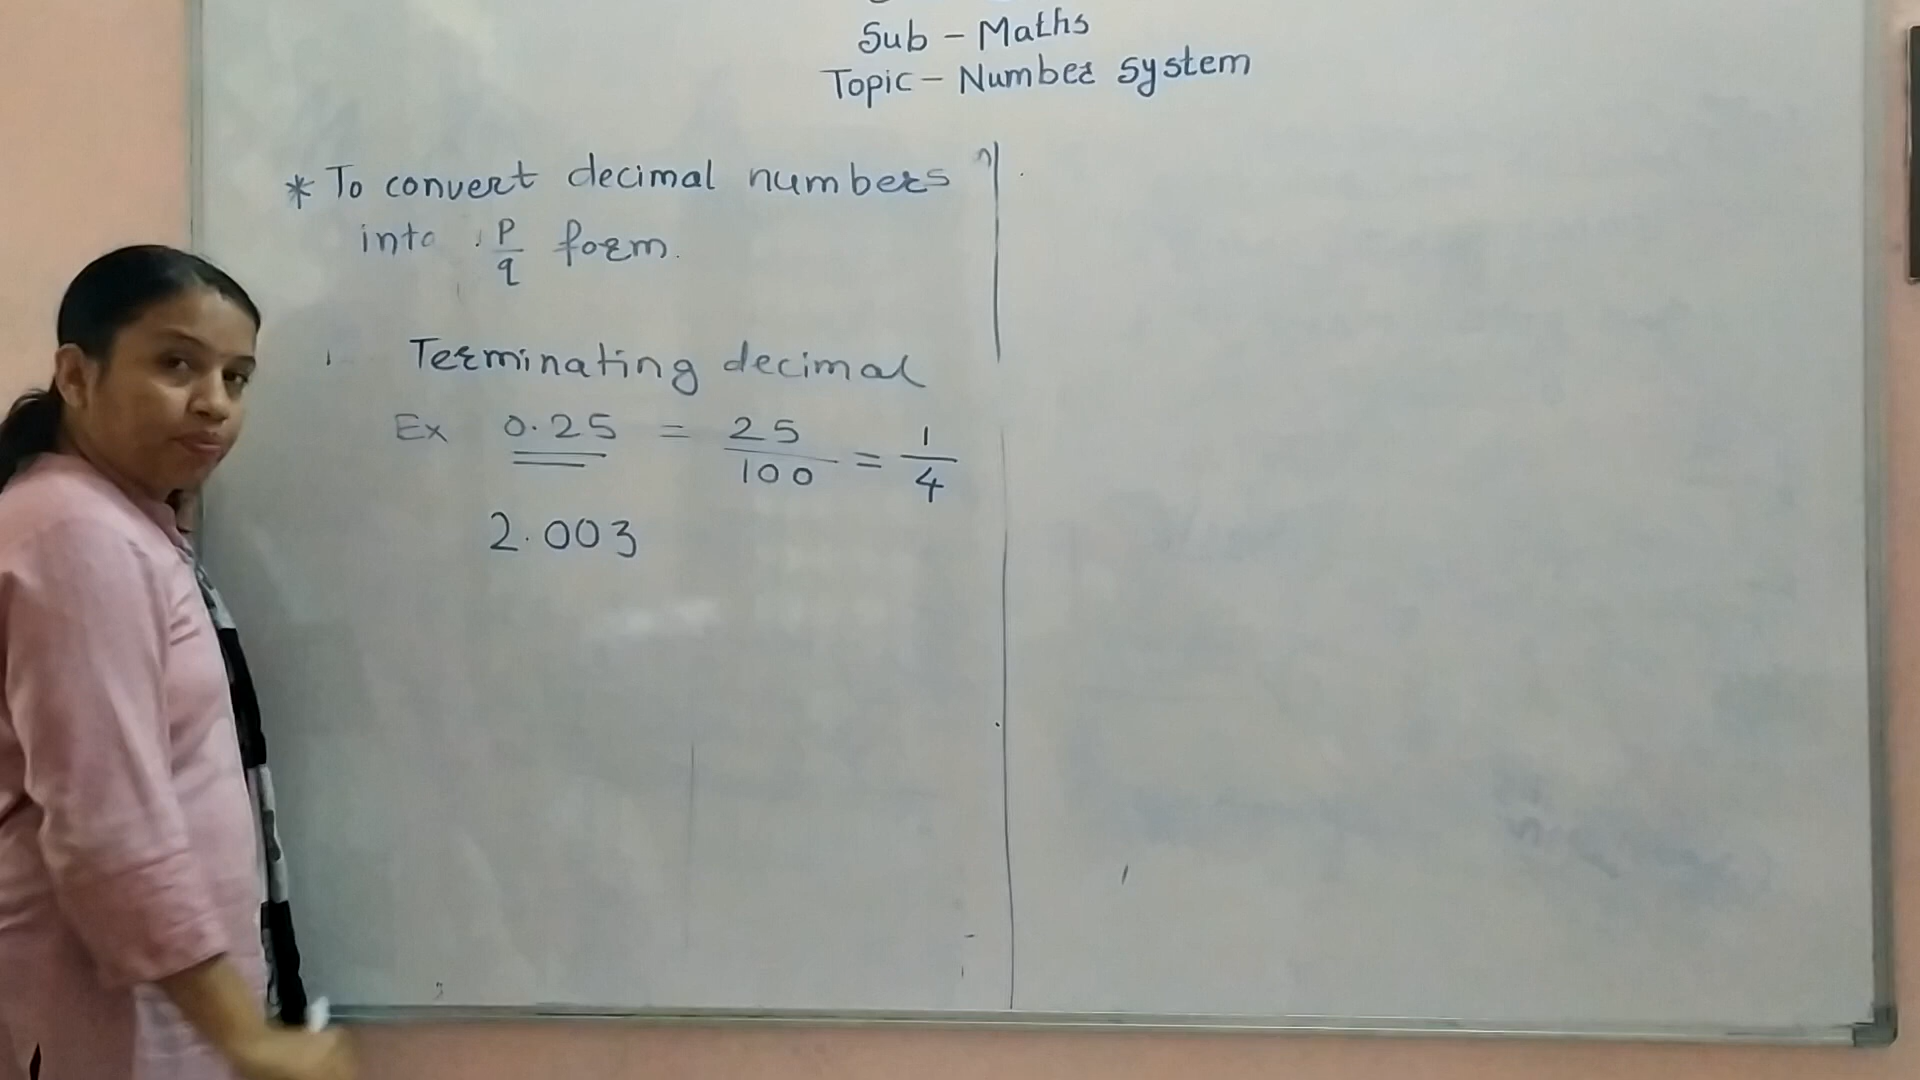 Sub - Maths
Topic - Number system
* To convert decimal numbers
into p/q form.
Terminating decimal
Ex 0.25 = 25/100 = 1/4
2.003